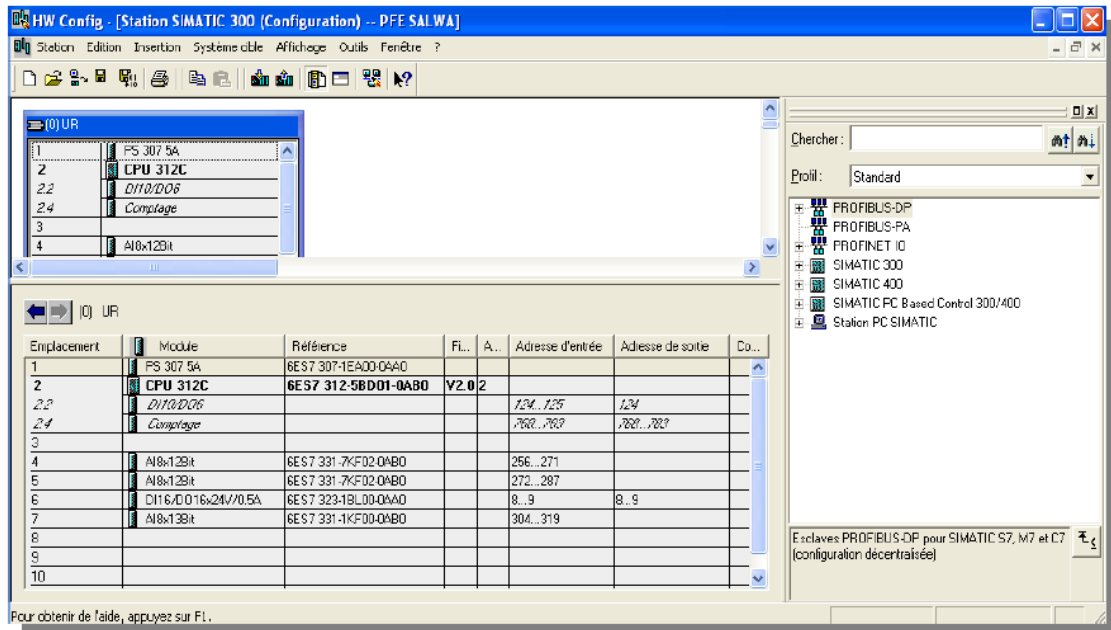 HW Config - [Station SIMATIC 300 (Configuration) -- PFE SALWA]
Station Edition Insertion Système cible Affichage Outils Fenêtre ?
(0) UR
1 PS 307 5A
2 CPU 312C
2.2 DI10/DO6
2.4 Comptage
3
4 AI8x12Bit
Chercher :
Profil : Standard
PROFIBUS-DP
PROFIBUS-PA
PROFINET IO
SIMATIC 300
SIMATIC 400
SIMATIC PC Based Control 300/400
Station PC SIMATIC
(0) UR
Emplacement Module Référence Fi... A... Adresse d'entrée Adresse de sortie Co...
1 PS 307 5A 6ES7 307-1EA00-0AA0
2 CPU 312C 6ES7 312-5BD01-0AB0 V2.0 2
2.2 DI10/DO6 124...125 124
2.4 Comptage 768...783 768...783
3
4 AI8x12Bit 6ES7 331-7KF02-0AB0 256...271
5 AI8x12Bit 6ES7 331-7KF02-0AB0 272...287
6 DI16/DO16x24V/0.5A 6ES7 323-1BL00-0AA0 8...9 8...9
7 AI8x13Bit 6ES7 331-1KF00-0AB0 304...319
8
9
10
Esclaves PROFIBUS-DP pour SIMATIC S7, M7 et C7
(configuration décentralisée)
Pour obtenir de l'aide, appuyez sur F1.